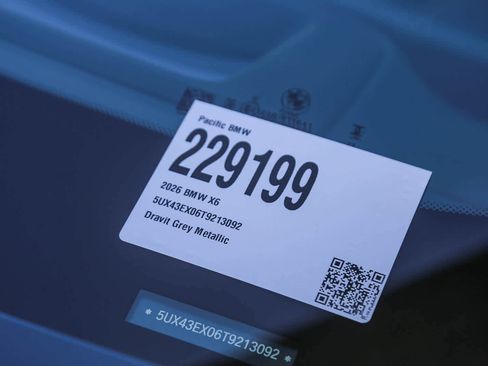 Pacific BMW
229199
2026 BMW X6
5UX43EX06T9213092
Dravit Grey Metallic
* 5UX43EX06T9213092 *